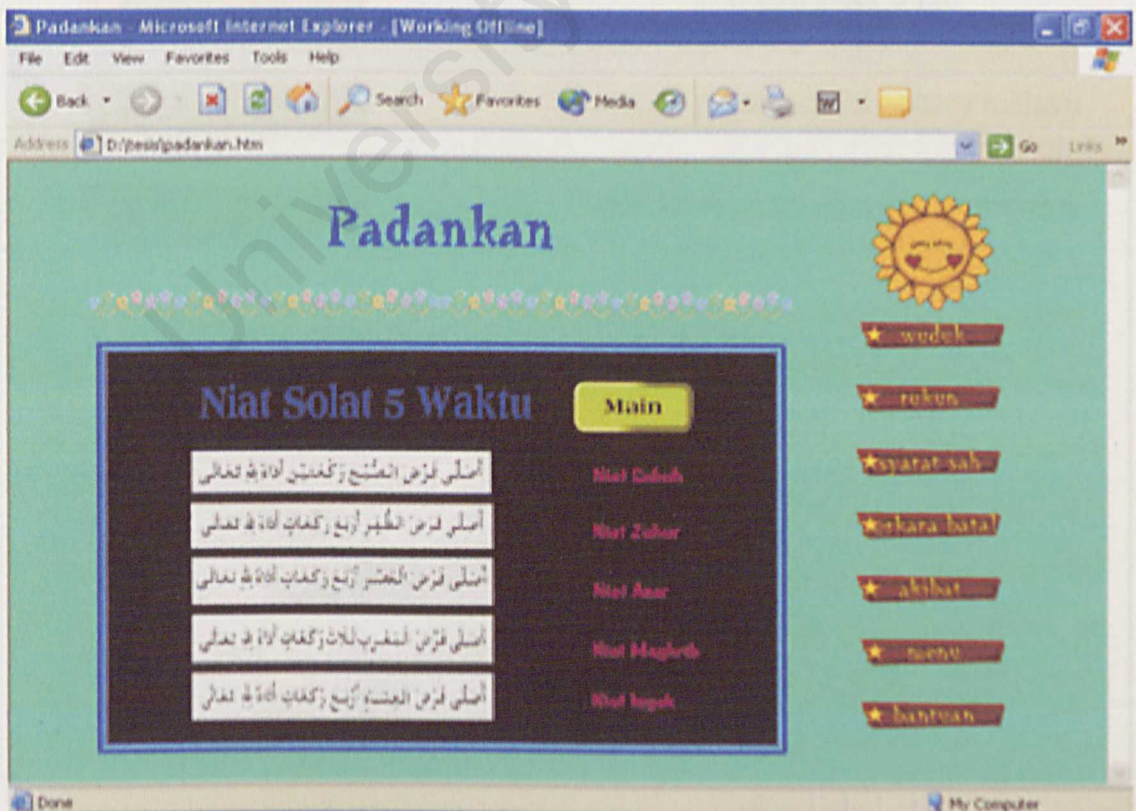 Padankan - Microsoft Internet Explorer - [Working Offline]
File Edit View Favorites Tools Help
Back Search Favorites Media
Address D:\tesis\padankan.htm Go Links
Padankan
Niat Solat 5 Waktu
Main
أصلي فرض الصبح ركعتين أداء لله تعالى
Niat Subuh
أصلي فرض الظهر أربع ركعات أداء لله تعالى
Niat Zohor
أصلي فرض العصر أربع ركعات أداء لله تعالى
Niat Asar
أصلي فرض المغرب ثلاث ركعات أداء لله تعالى
Niat Maghrib
أصلي فرض العشاء أربع ركعات أداء لله تعالى
Niat Isyak
wuduk
rukun
syarat sah
perkara batal
akibat
menu
bantuan
Done My Computer
University